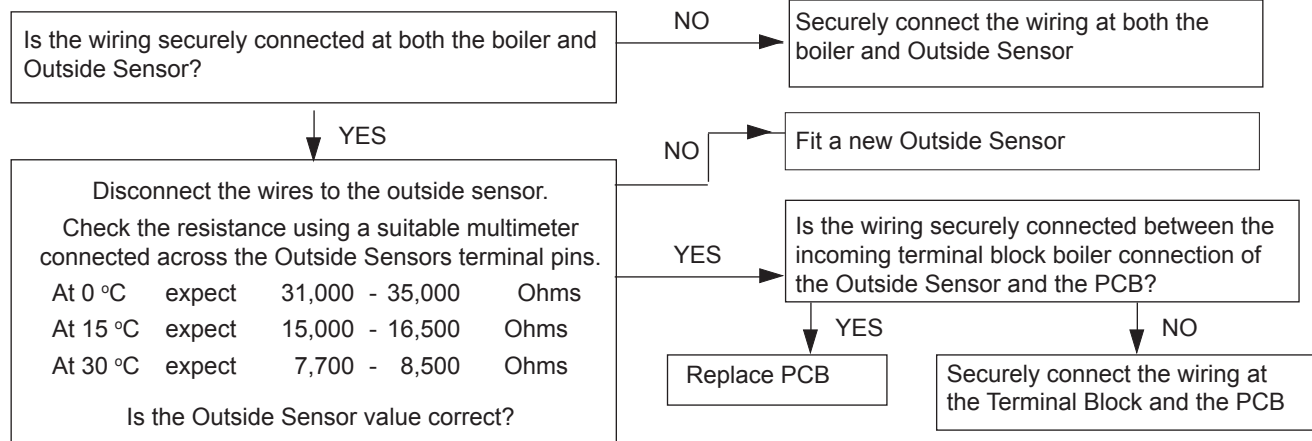 Is the wiring securely connected at both the boiler and
Outside Sensor?
NO
Securely connect the wiring at both the
boiler and Outside Sensor
YES
Disconnect the wires to the outside sensor.
Check the resistance using a suitable multimeter
connected across the Outside Sensors terminal pins.
At 0 °C expect 31,000 - 35,000 Ohms
At 15 °C expect 15,000 - 16,500 Ohms
At 30 °C expect 7,700 - 8,500 Ohms
Is the Outside Sensor value correct?
NO
Fit a new Outside Sensor
YES
Is the wiring securely connected between the
incoming terminal block boiler connection of
the Outside Sensor and the PCB?
YES
Replace PCB
NO
Securely connect the wiring at
the Terminal Block and the PCB